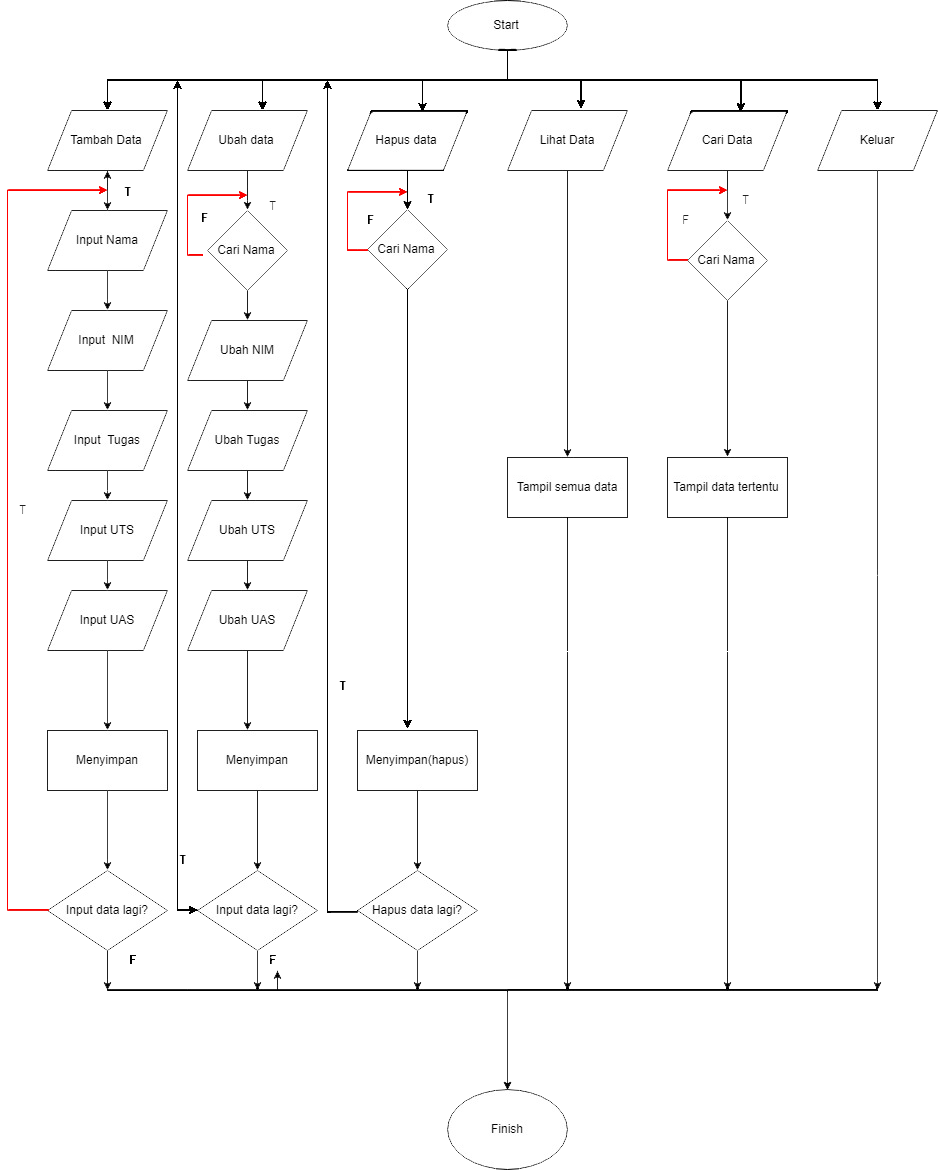 Start
Tambah Data
Ubah data
Hapus data
Lihat Data
Cari Data
Keluar
T
F
T
F
T
F
T
Input Nama
Cari Nama
Cari Nama
Cari Nama
Input  NIM
Ubah NIM
Input  Tugas
Ubah Tugas
Tampil semua data
Tampil data tertentu
T
Input UTS
Ubah UTS
Input UAS
Ubah UAS
T
Menyimpan
Menyimpan
Menyimpan(hapus)
T
Input data lagi?
Input data lagi?
Hapus data lagi?
F
F
Finish